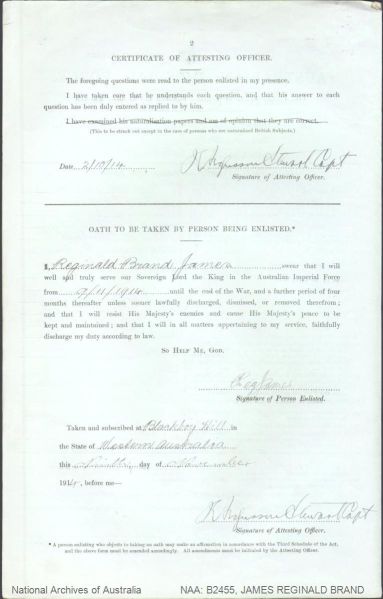 2
CERTIFICATE OF ATTESTING OFFICER.
The foregoing questions were read to the person enlisted in my presence.
I have taken care that he understands each question, and that his answer to each
question has been duly entered as replied to by him.
I have examined his naturalisation papers and am of opinion that they are correct.
(This to be struck out except in the case of persons who are naturalised British Subjects.)
Date 2/10/14 Stewart Capt
Signature of Attesting Officer.
OATH TO BE TAKEN BY PERSON BEING ENLISTED.*
I, Reginald Brand James swear that I will
well and truly serve our Sovereign Lord the King in the Australian Imperial Force
from 9/11/1914 until the end of the War, and a further period of four
months thereafter unless sooner lawfully discharged, dismissed, or removed therefrom; and
that I will resist His Majesty's enemies and cause His Majesty's peace to
be kept and maintained; and that I will in all matters appertaining to my service, faithfully
discharge my duty according to law.
SO HELP ME, GOD.
Reg James
Signature of Person Enlisted.
Taken and subscribed at Blackboy Hill in
the State of Western Australia
this Ninth day of November
1914, before me—
Stewart Capt
Signature of Attesting Officer.
* A person enlisting who objects to taking an oath may make an affirmation in accordance with the Third Schedule of the Act,
and the above form must be amended accordingly. All amendments must be initialed by the Attesting Officer.
National Archives of Australia NAA: B2455, JAMES REGINALD BRAND